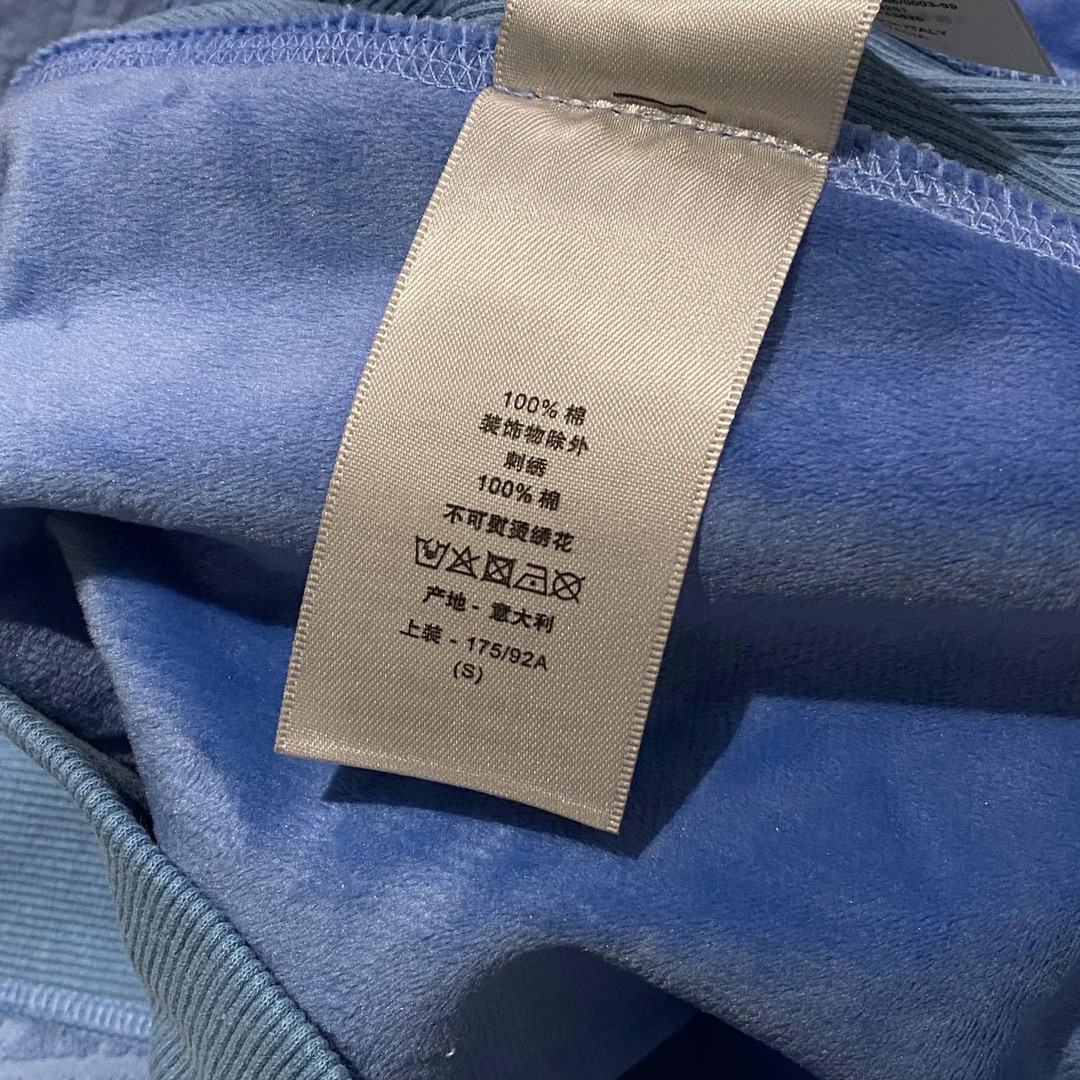 ITALY
100% 棉
装饰物除外
刺绣
100% 棉
不可熨烫绣花
产地 - 意大利
上装 - 175/92A
(S)